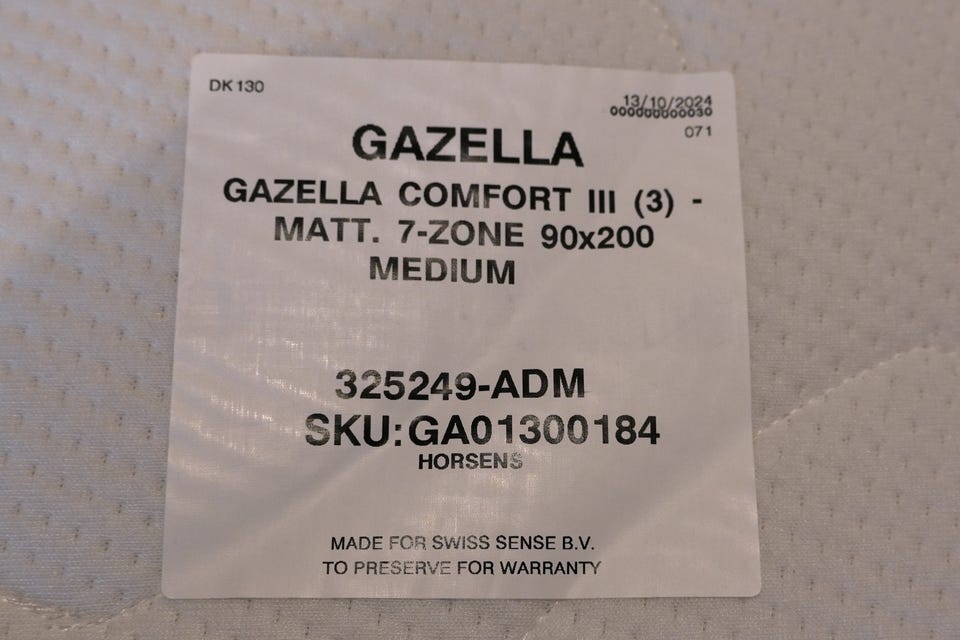 DK 130
13/10/2024
000000000030
071
GAZELLA
GAZELLA COMFORT III (3) -
MATT. 7-ZONE 90x200
MEDIUM
325249-ADM
SKU:GA01300184
HORSENS
MADE FOR SWISS SENSE B.V.
TO PRESERVE FOR WARRANTY